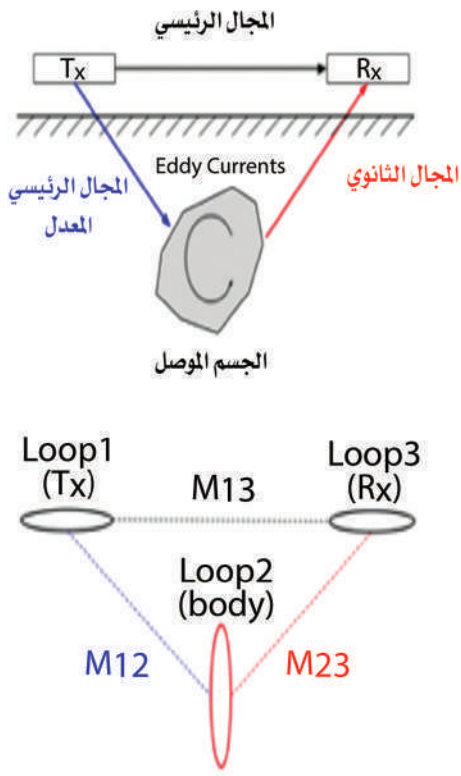 المجال الرئيسي
Tx
Rx
Eddy Currents
المجال الرئيسي
المعدل
المجال الثانوي
الجسم الموصل
Loop1
(Tx)
M13
Loop3
(Rx)
Loop2
(body)
M12
M23